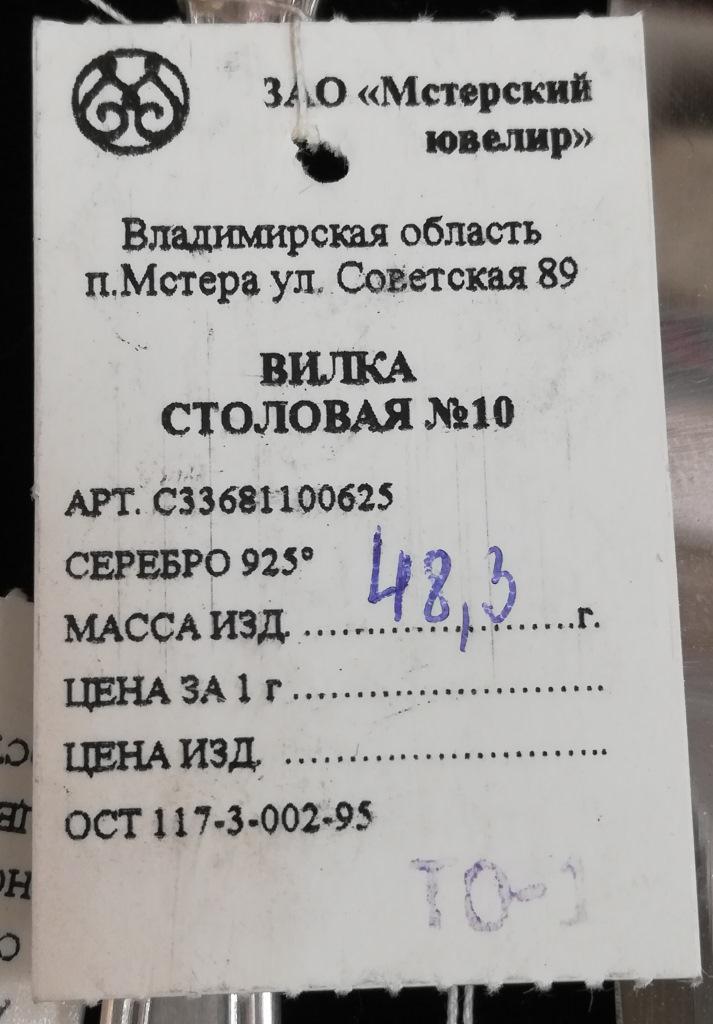 ЗАО «Мстерский
ювелир»
Владимирская область
п.Мстера ул. Советская 89
ВИЛКА
СТОЛОВАЯ №10
АРТ. С33681100625
СЕРЕБРО 925°
МАССА ИЗД. ....48,3....г.
ЦЕНА ЗА 1 г ........................
ЦЕНА ИЗД. ........................
ОСТ 117-3-002-95